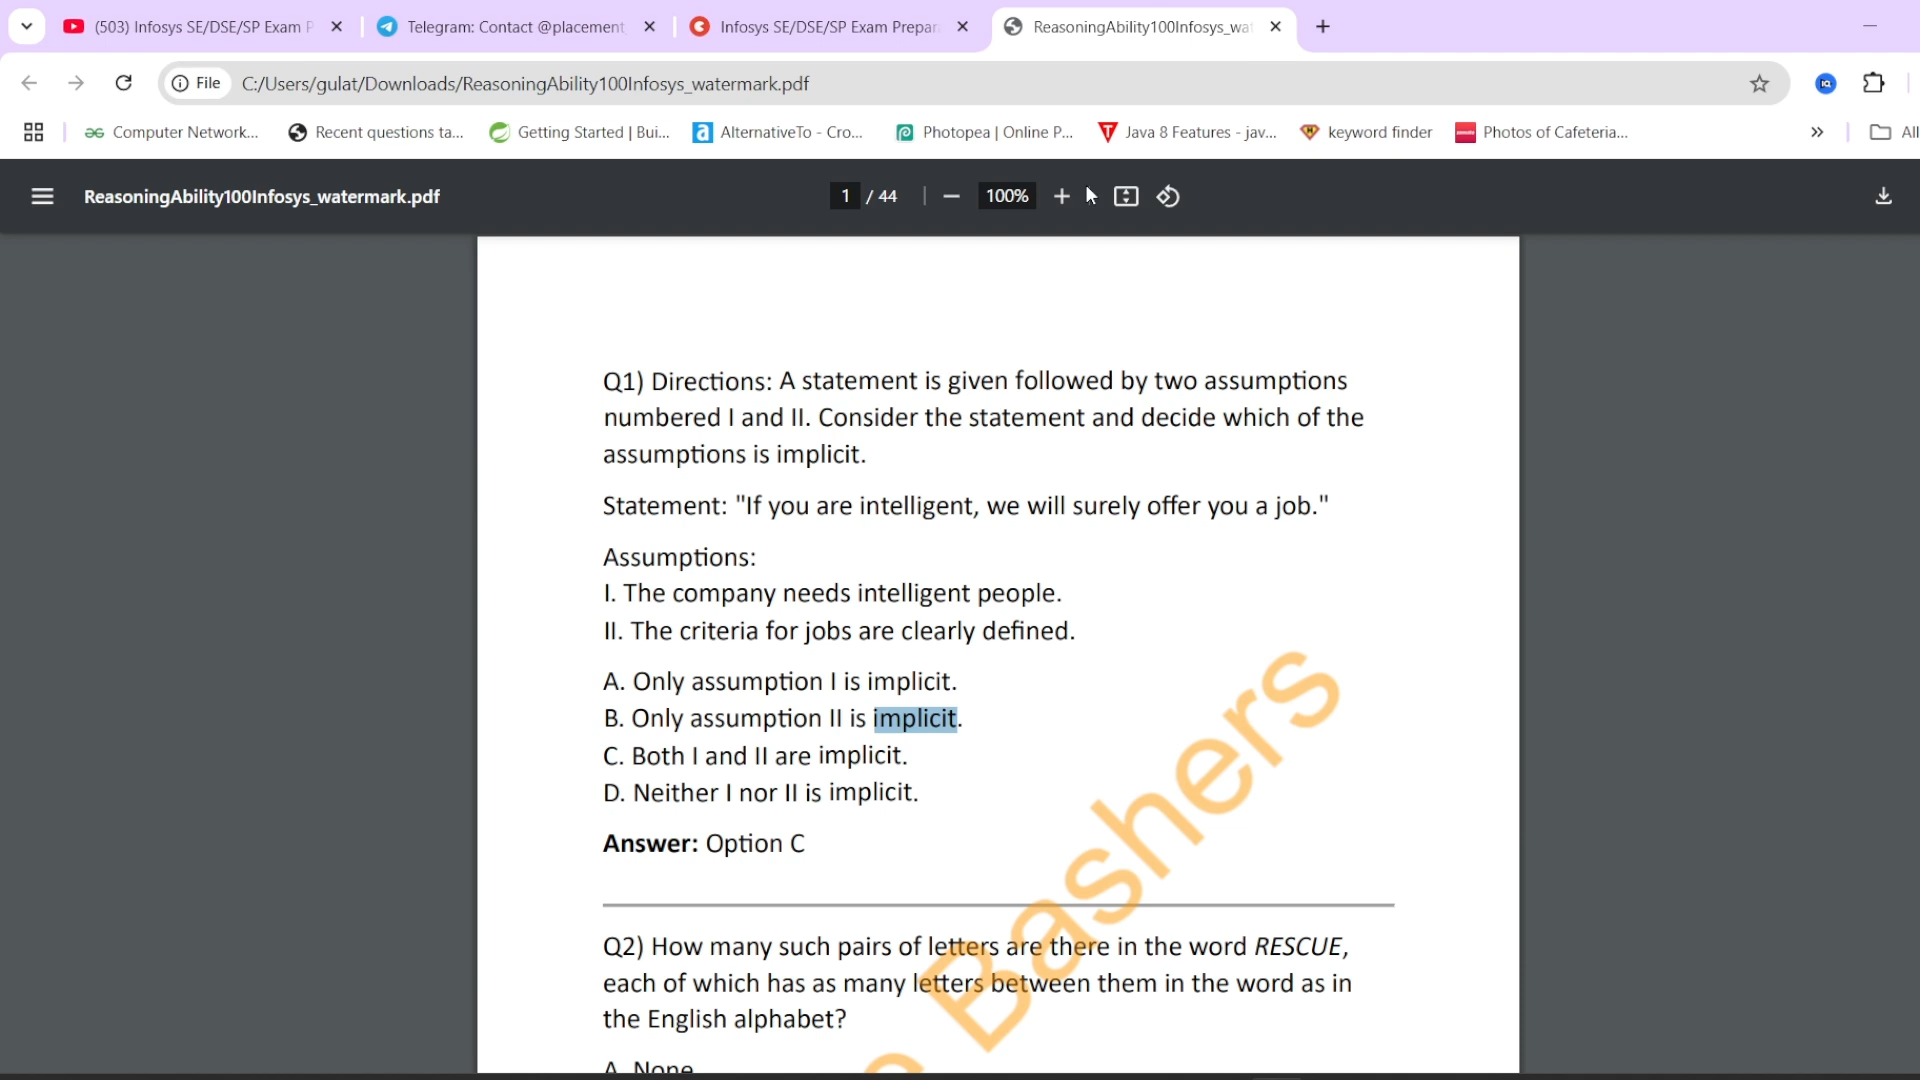 (503) Infosys SE/DSE/SP Exam P
Telegram: Contact @placement
Infosys SE/DSE/SP Exam Prepar
ReasoningAbility100Infosys_wat
File
C:/Users/gulat/Downloads/ReasoningAbility100Infosys_watermark.pdf
Computer Network...
Recent questions ta...
Getting Started | Bui...
AlternativeTo - Cro...
Photopea | Online P...
Java 8 Features - jav...
keyword finder
Photos of Cafeteria...
All
ReasoningAbility100Infosys_watermark.pdf
1 / 44
100%
Q1) Directions: A statement is given followed by two assumptions
numbered I and II. Consider the statement and decide which of the
assumptions is implicit.
Statement: "If you are intelligent, we will surely offer you a job."
Assumptions:
I. The company needs intelligent people.
II. The criteria for jobs are clearly defined.
A. Only assumption I is implicit.
B. Only assumption II is implicit.
C. Both I and II are implicit.
D. Neither I nor II is implicit.
Answer: Option C
Bashers
Q2) How many such pairs of letters are there in the word RESCUE,
each of which has as many letters between them in the word as in
the English alphabet?
A. None